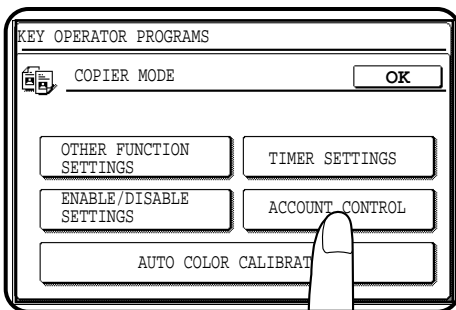 KEY OPERATOR PROGRAMS
COPIER MODE
OK
OTHER FUNCTION
SETTINGS
TIMER SETTINGS
ENABLE/DISABLE
SETTINGS
ACCOUNT CONTROL
AUTO COLOR CALIBRAT